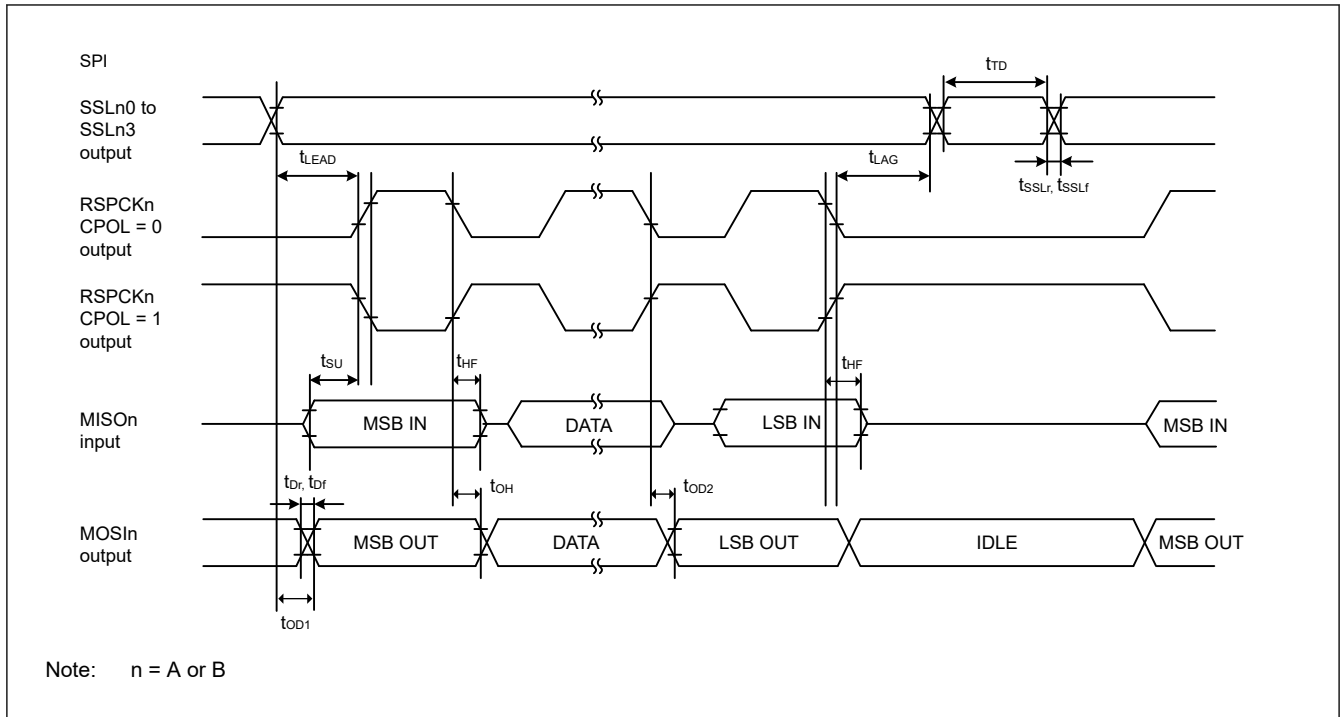 SPI
tTD
SSLn0 to
SSLn3
output
tLEAD
tLAG
tSSLr, tSSLf
RSPCKn
CPOL = 0
output
RSPCKn
CPOL = 1
output
tSU
tHF
tHF
MISOn
input
MSB IN
DATA
LSB IN
MSB IN
tDr, tDf
tOH
tOD2
MOSIn
output
MSB OUT
DATA
LSB OUT
IDLE
MSB OUT
tOD1
Note: n = A or B